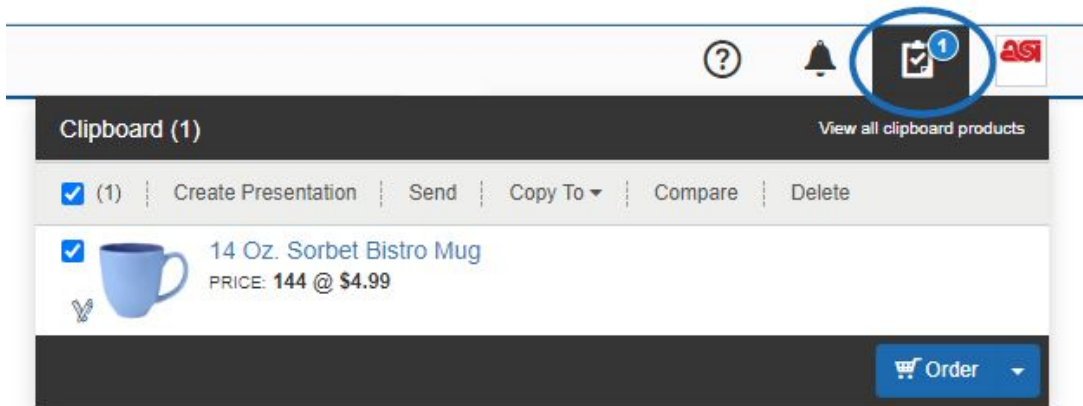 ?
1
asi
Clipboard (1)
View all clipboard products
(1)
Create Presentation
Send
Copy To
Compare
Delete
14 Oz. Sorbet Bistro Mug
PRICE: 144 @ $4.99
Order